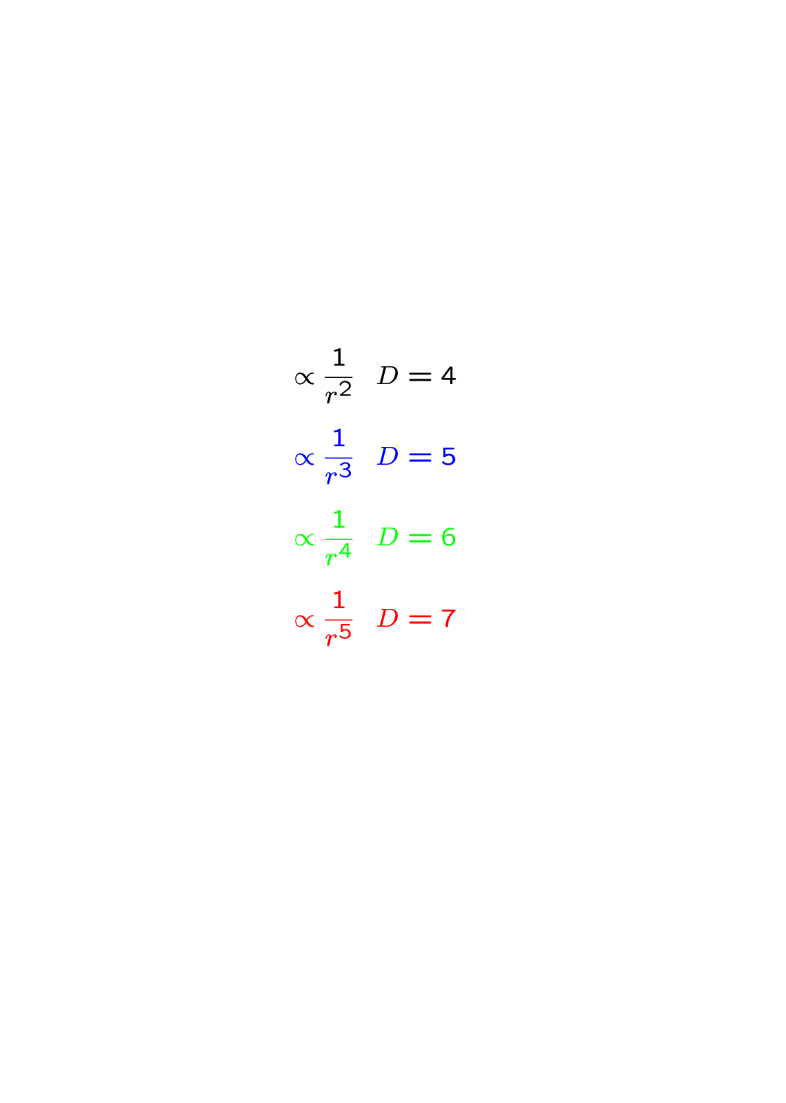 ∝ 1/r² D = 4
∝ 1/r³ D = 5
∝ 1/r⁴ D = 6
∝ 1/r⁵ D = 7